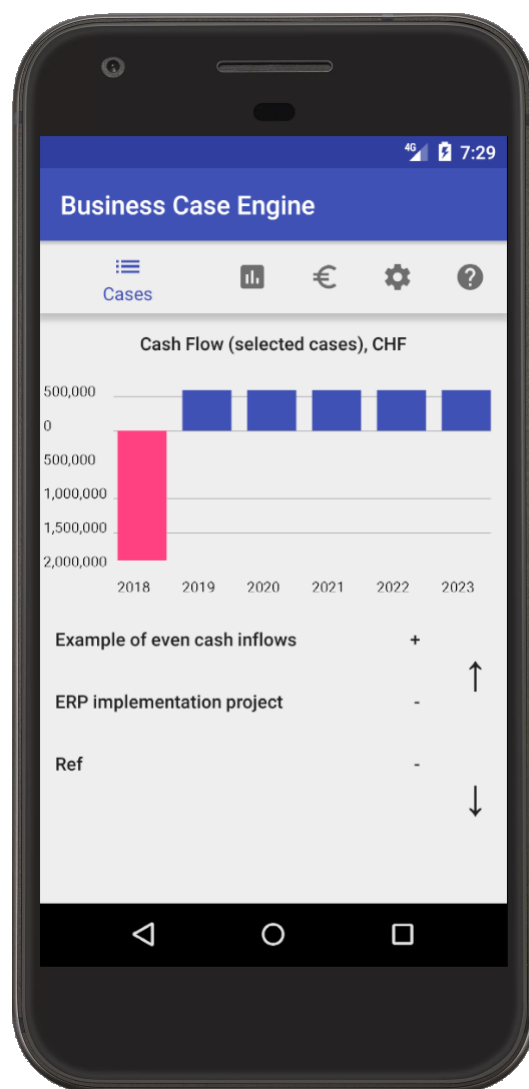 4G 7:29
Business Case Engine
Cases
Cash Flow (selected cases), CHF
500,000
0
500,000
1,000,000
1,500,000
2,000,000
2018 2019 2020 2021 2022 2023
Example of even cash inflows +
↑
ERP implementation project -
Ref -
↓